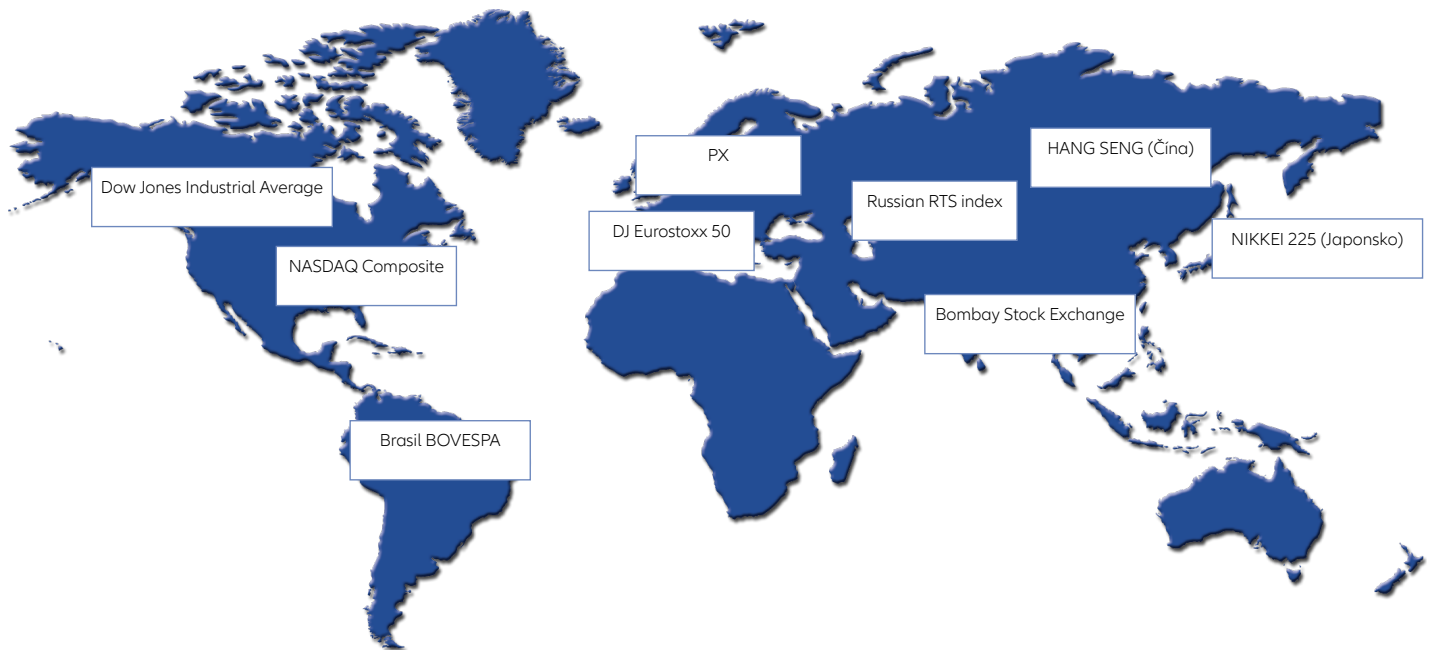 PX
HANG SENG (Čína)
Dow Jones Industrial Average
Russian RTS index
DJ Eurostoxx 50
NIKKEI 225 (Japonsko)
NASDAQ Composite
Bombay Stock Exchange
Brasil BOVESPA